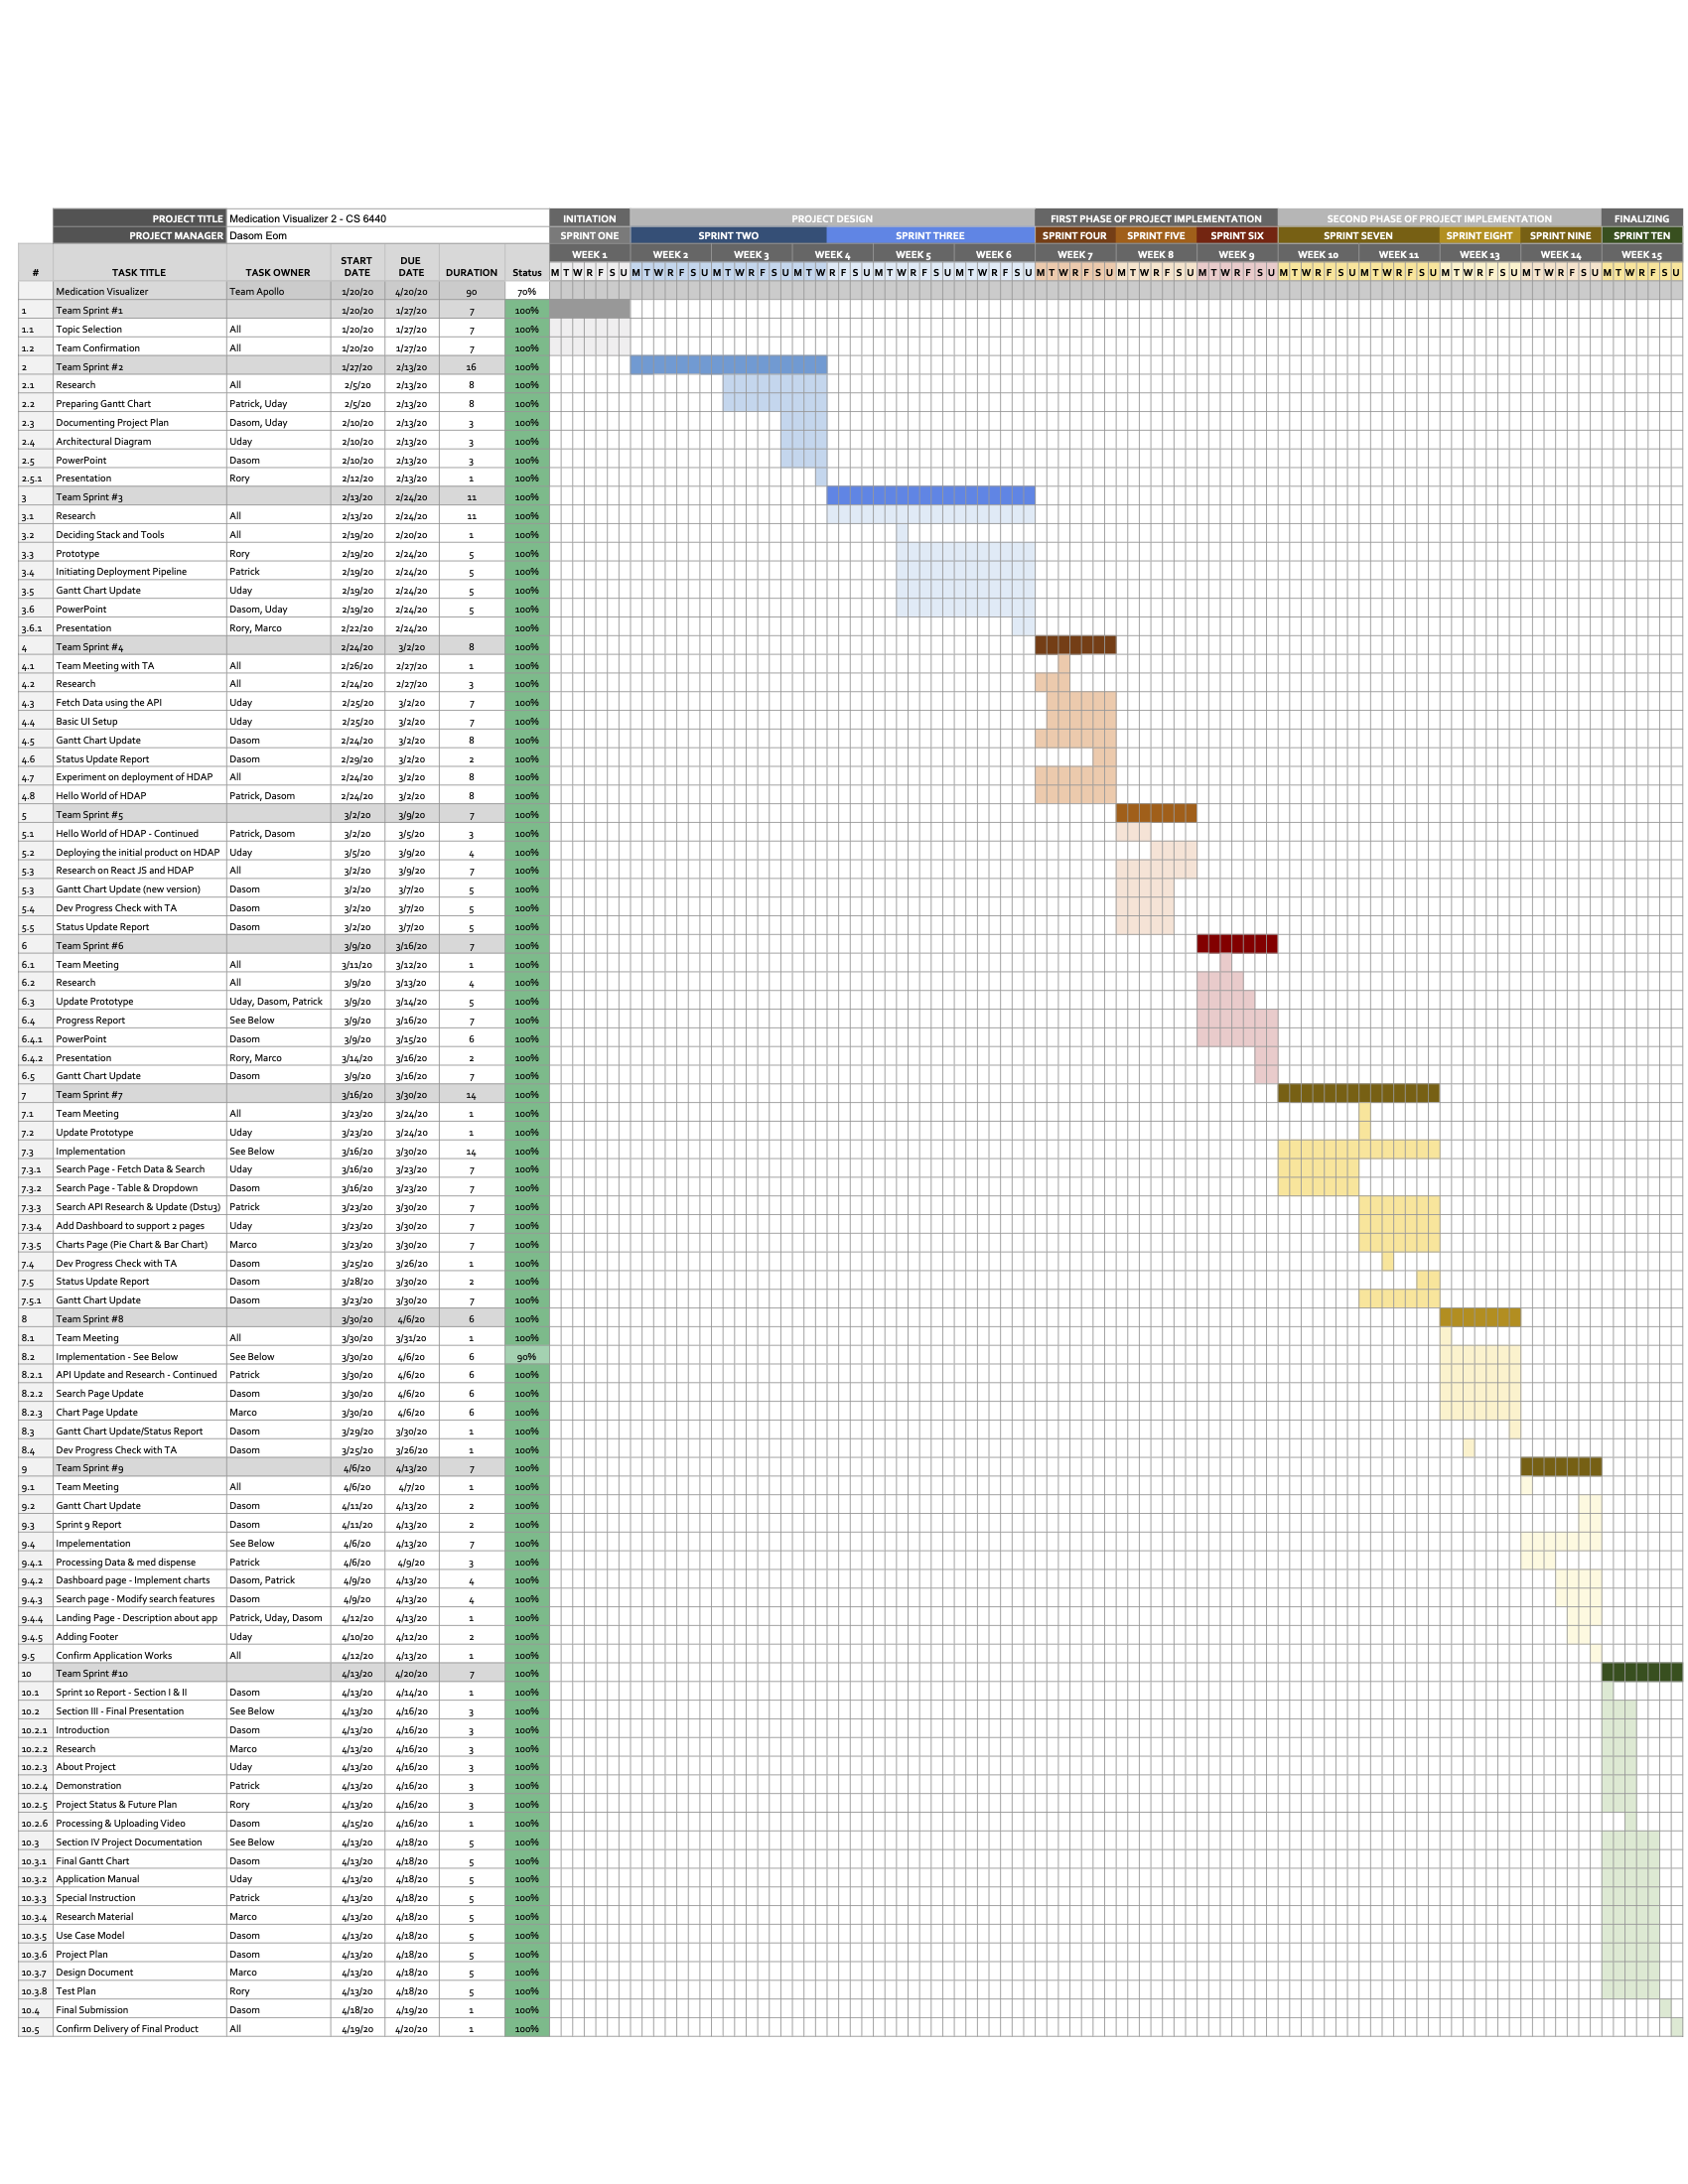 PROJECT TITLE Medication Visualizer 2 - CS 6440 INITIATION PROJECT DESIGN FIRST PHASE OF PROJECT IMPLEMENTATION SECOND PHASE OF PROJECT IMPLEMENTATION FINALIZING
PROJECT MANAGER Dasom Eom SPRINT ONE SPRINT TWO SPRINT THREE SPRINT FOUR SPRINT FIVE SPRINT SIX SPRINT SEVEN SPRINT EIGHT SPRINT NINE SPRINT TEN
WEEK 1 WEEK 2 WEEK 3 WEEK 4 WEEK 5 WEEK 6 WEEK 7 WEEK 8 WEEK 9 WEEK 10 WEEK 11 WEEK 13 WEEK 14 WEEK 15
# TASK TITLE TASK OWNER START DATE DUE DATE DURATION Status M T W R F S U M T W R F S U M T W R F S U M T W R F S U M T W R F S U M T W R F S U M T W R F S U M T W R F S U M T W R F S U M T W R F S U M T W R F S U M T W R F S U M T W R F S U M T W R F S U
Medication Visualizer Team Apollo 1/20/20 4/20/20 90 70%
1 Team Sprint #1 1/20/20 1/27/20 7 100%
1.1 Topic Selection All 1/20/20 1/27/20 7 100%
1.2 Team Confirmation All 1/20/20 1/27/20 7 100%
2 Team Sprint #2 1/27/20 2/13/20 16 100%
2.1 Research All 2/5/20 2/13/20 8 100%
2.2 Preparing Gantt Chart Patrick, Uday 2/5/20 2/13/20 8 100%
2.3 Documenting Project Plan Dasom, Uday 2/10/20 2/13/20 3 100%
2.4 Architectural Diagram Uday 2/10/20 2/13/20 3 100%
2.5 PowerPoint Dasom 2/10/20 2/13/20 3 100%
2.5.1 Presentation Rory 2/12/20 2/13/20 1 100%
3 Team Sprint #3 2/13/20 2/24/20 11 100%
3.1 Research All 2/13/20 2/24/20 11 100%
3.2 Deciding Stack and Tools All 2/19/20 2/20/20 1 100%
3.3 Prototype Rory 2/19/20 2/24/20 5 100%
3.4 Initiating Deployment Pipeline Patrick 2/19/20 2/24/20 5 100%
3.5 Gantt Chart Update Uday 2/19/20 2/24/20 5 100%
3.6 PowerPoint Dasom, Uday 2/19/20 2/24/20 5 100%
3.6.1 Presentation Rory, Marco 2/22/20 2/24/20 100%
4 Team Sprint #4 2/24/20 3/2/20 8 100%
4.1 Team Meeting with TA All 2/26/20 2/27/20 1 100%
4.2 Research All 2/24/20 2/27/20 3 100%
4.3 Fetch Data using the API Uday 2/25/20 3/2/20 7 100%
4.4 Basic UI Setup Uday 2/25/20 3/2/20 7 100%
4.5 Gantt Chart Update Dasom 2/24/20 3/2/20 8 100%
4.6 Status Update Report Dasom 2/29/20 3/2/20 2 100%
4.7 Experiment on deployment of HDAP All 2/24/20 3/2/20 8 100%
4.8 Hello World of HDAP Patrick, Dasom 2/24/20 3/2/20 8 100%
5 Team Sprint #5 3/2/20 3/9/20 7 100%
5.1 Hello World of HDAP - Continued Patrick, Dasom 3/2/20 3/5/20 3 100%
5.2 Deploying the initial product on HDAP Uday 3/5/20 3/9/20 4 100%
5.3 Research on React JS and HDAP All 3/2/20 3/9/20 7 100%
5.3 Gantt Chart Update (new version) Dasom 3/2/20 3/7/20 5 100%
5.4 Dev Progress Check with TA Dasom 3/2/20 3/7/20 5 100%
5.5 Status Update Report Dasom 3/2/20 3/7/20 5 100%
6 Team Sprint #6 3/9/20 3/16/20 7 100%
6.1 Team Meeting All 3/11/20 3/12/20 1 100%
6.2 Research All 3/9/20 3/13/20 4 100%
6.3 Update Prototype Uday, Dasom, Patrick 3/9/20 3/14/20 5 100%
6.4 Progress Report See Below 3/9/20 3/16/20 7 100%
6.4.1 PowerPoint Dasom 3/9/20 3/15/20 6 100%
6.4.2 Presentation Rory, Marco 3/14/20 3/16/20 2 100%
6.5 Gantt Chart Update Dasom 3/9/20 3/16/20 7 100%
7 Team Sprint #7 3/16/20 3/30/20 14 100%
7.1 Team Meeting All 3/23/20 3/24/20 1 100%
7.2 Update Prototype Uday 3/23/20 3/24/20 1 100%
7.3 Implementation See Below 3/16/20 3/30/20 14 100%
7.3.1 Search Page - Fetch Data & Search Uday 3/16/20 3/23/20 7 100%
7.3.2 Search Page - Table & Dropdown Dasom 3/16/20 3/23/20 7 100%
7.3.3 Search API Research & Update (Dstu3) Patrick 3/23/20 3/30/20 7 100%
7.3.4 Add Dashboard to support 2 pages Uday 3/23/20 3/30/20 7 100%
7.3.5 Charts Page (Pie Chart & Bar Chart) Marco 3/23/20 3/30/20 7 100%
7.4 Dev Progress Check with TA Dasom 3/25/20 3/26/20 1 100%
7.5 Status Update Report Dasom 3/28/20 3/30/20 2 100%
7.5.1 Gantt Chart Update Dasom 3/23/20 3/30/20 7 100%
8 Team Sprint #8 3/30/20 4/6/20 6 100%
8.1 Team Meeting All 3/30/20 3/31/20 1 100%
8.2 Implementation - See Below See Below 3/30/20 4/6/20 6 90%
8.2.1 API Update and Research - Continued Patrick 3/30/20 4/6/20 6 100%
8.2.2 Search Page Update Dasom 3/30/20 4/6/20 6 100%
8.2.3 Chart Page Update Marco 3/30/20 4/6/20 6 100%
8.3 Gantt Chart Update/Status Report Dasom 3/29/20 3/30/20 1 100%
8.4 Dev Progress Check with TA Dasom 3/25/20 3/26/20 1 100%
9 Team Sprint #9 4/6/20 4/13/20 7 100%
9.1 Team Meeting All 4/6/20 4/7/20 1 100%
9.2 Gantt Chart Update Dasom 4/11/20 4/13/20 2 100%
9.3 Sprint 9 Report Dasom 4/11/20 4/13/20 2 100%
9.4 Impelementation See Below 4/6/20 4/13/20 7 100%
9.4.1 Processing Data & med dispense Patrick 4/6/20 4/9/20 3 100%
9.4.2 Dashboard page - Implement charts Dasom, Patrick 4/9/20 4/13/20 4 100%
9.4.3 Search page - Modify search features Dasom 4/9/20 4/13/20 4 100%
9.4.4 Landing Page - Description about app Patrick, Uday, Dasom 4/12/20 4/13/20 1 100%
9.4.5 Adding Footer Uday 4/10/20 4/12/20 2 100%
9.5 Confirm Application Works All 4/12/20 4/13/20 1 100%
10 Team Sprint #10 4/13/20 4/20/20 7 100%
10.1 Sprint 10 Report - Section I & II Dasom 4/13/20 4/14/20 1 100%
10.2 Section III - Final Presentation See Below 4/13/20 4/16/20 3 100%
10.2.1 Introduction Dasom 4/13/20 4/16/20 3 100%
10.2.2 Research Marco 4/13/20 4/16/20 3 100%
10.2.3 About Project Uday 4/13/20 4/16/20 3 100%
10.2.4 Demonstration Patrick 4/13/20 4/16/20 3 100%
10.2.5 Project Status & Future Plan Rory 4/13/20 4/16/20 3 100%
10.2.6 Processing & Uploading Video Dasom 4/15/20 4/16/20 1 100%
10.3 Section IV Project Documentation See Below 4/13/20 4/18/20 5 100%
10.3.1 Final Gantt Chart Dasom 4/13/20 4/18/20 5 100%
10.3.2 Application Manual Uday 4/13/20 4/18/20 5 100%
10.3.3 Special Instruction Patrick 4/13/20 4/18/20 5 100%
10.3.4 Research Material Marco 4/13/20 4/18/20 5 100%
10.3.5 Use Case Model Dasom 4/13/20 4/18/20 5 100%
10.3.6 Project Plan Dasom 4/13/20 4/18/20 5 100%
10.3.7 Design Document Marco 4/13/20 4/18/20 5 100%
10.3.8 Test Plan Rory 4/13/20 4/18/20 5 100%
10.4 Final Submission Dasom 4/18/20 4/19/20 1 100%
10.5 Confirm Delivery of Final Product All 4/19/20 4/20/20 1 100%